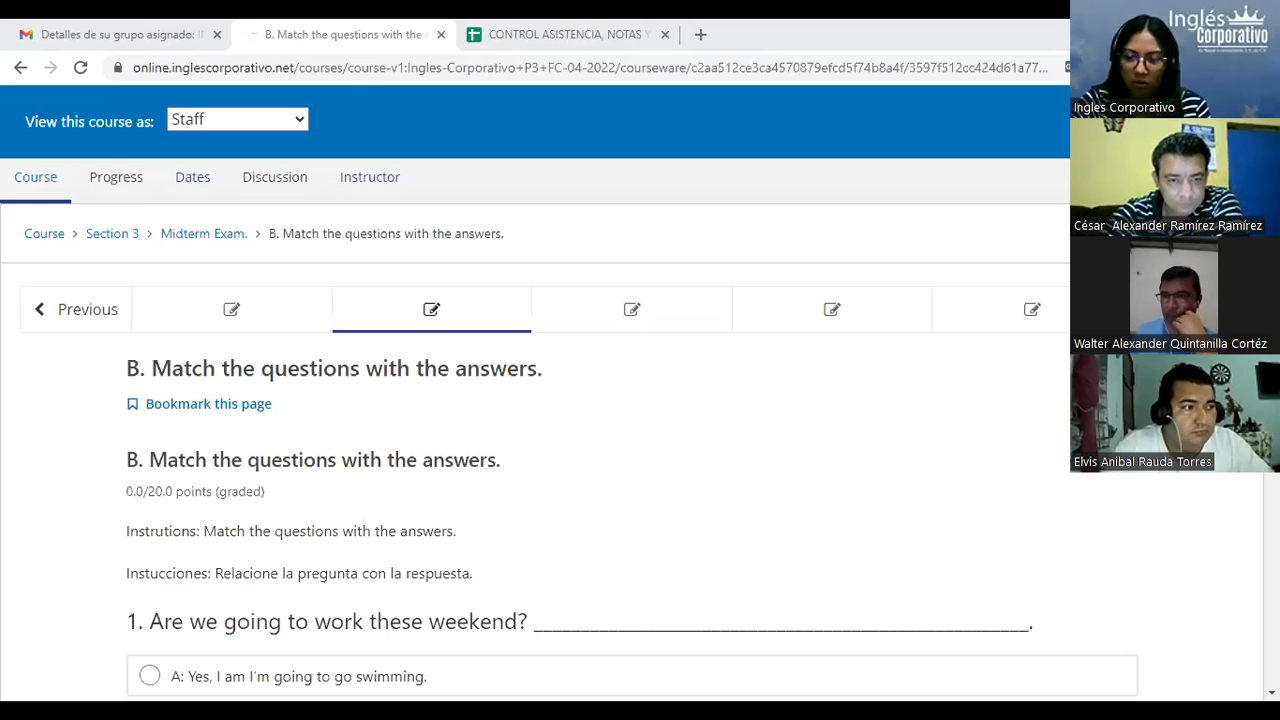 Detalles de su grupo asignado: I
B. Match the questions with the
CONTROL ASISTENCIA, NOTAS Y
online.inglescorporativo.net/courses/course-v1:Ingles-Corporativo+P3+FC-04-2022/courseware/c2aa512ce3ca4570879efcd5f74b8a4f/3597f512cc424d61a77...
View this course as:
Staff
Course
Progress
Dates
Discussion
Instructor
Course > Section 3 > Midterm Exam. > B. Match the questions with the answers.
Previous
B. Match the questions with the answers.
Bookmark this page
B. Match the questions with the answers.
0.0/20.0 points (graded)
Instrutions: Match the questions with the answers.
Instucciones: Relacione la pregunta con la respuesta.
1. Are we going to work these weekend? ______________________________________________.
A: Yes, I am I'm going to go swimming.
Inglés
Corporativo
Ingles Corporativo
César Alexander Ramírez Ramírez
Walter Alexander Quintanilla Cortéz
Elvis Anibal Rauda Torres